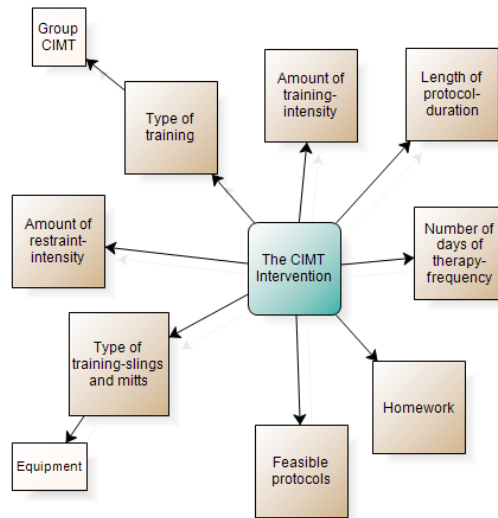 Group
CIMT
Type of
training
Amount of
training-
intensity
Length of
protocol-
duration
Amount of
restraint-
intensity
The CIMT
Intervention
Number of
days of
therapy-
frequency
Type of
training-slings
and mitts
Equipment
Feasible
protocols
Homework